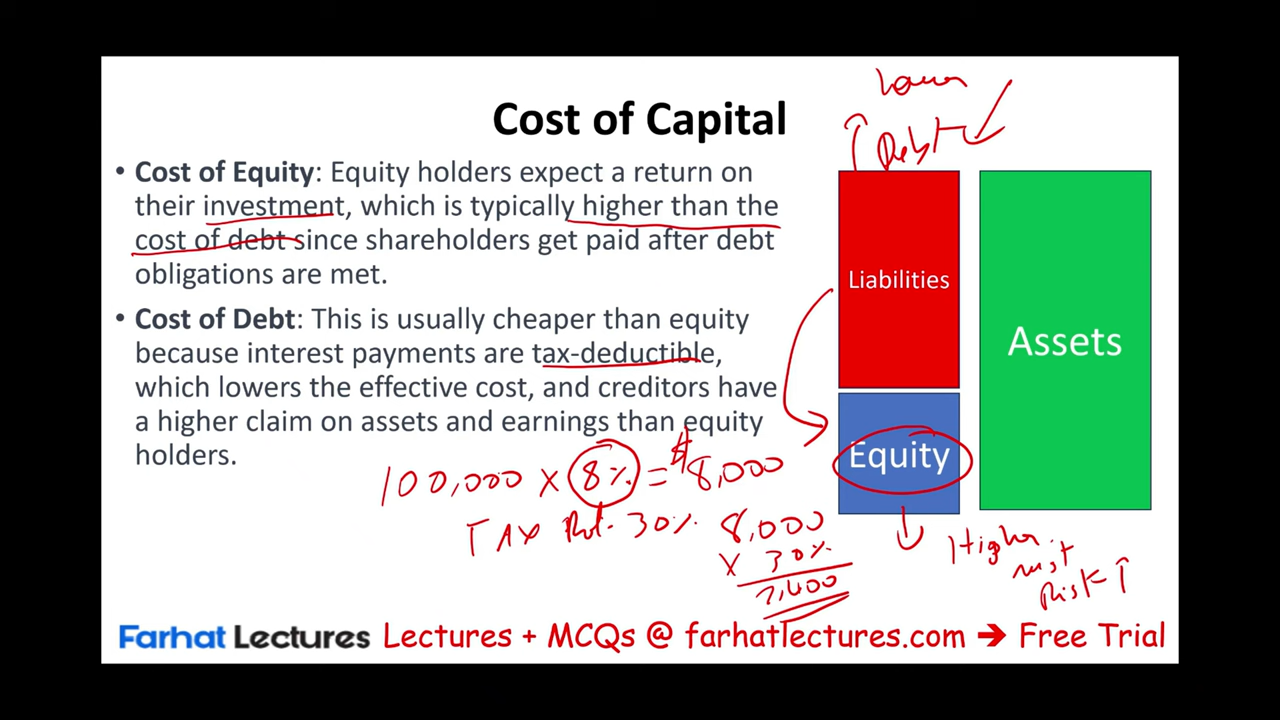 Lower
Debt
Cost of Capital
• Cost of Equity: Equity holders expect a return on
their investment, which is typically higher than the
cost of debt since shareholders get paid after debt
obligations are met.
• Cost of Debt: This is usually cheaper than equity
because interest payments are tax-deductible,
which lowers the effective cost, and creditors have
a higher claim on assets and earnings than equity
holders.
Liabilities
Assets
Equity
100,000 x 8% = $8,000
TAX 30%
8,000
x 30%
2,400
Higher
Risk ↑
Farhat Lectures Lectures + MCQs @ farhatlectures.com ➔ Free Trial